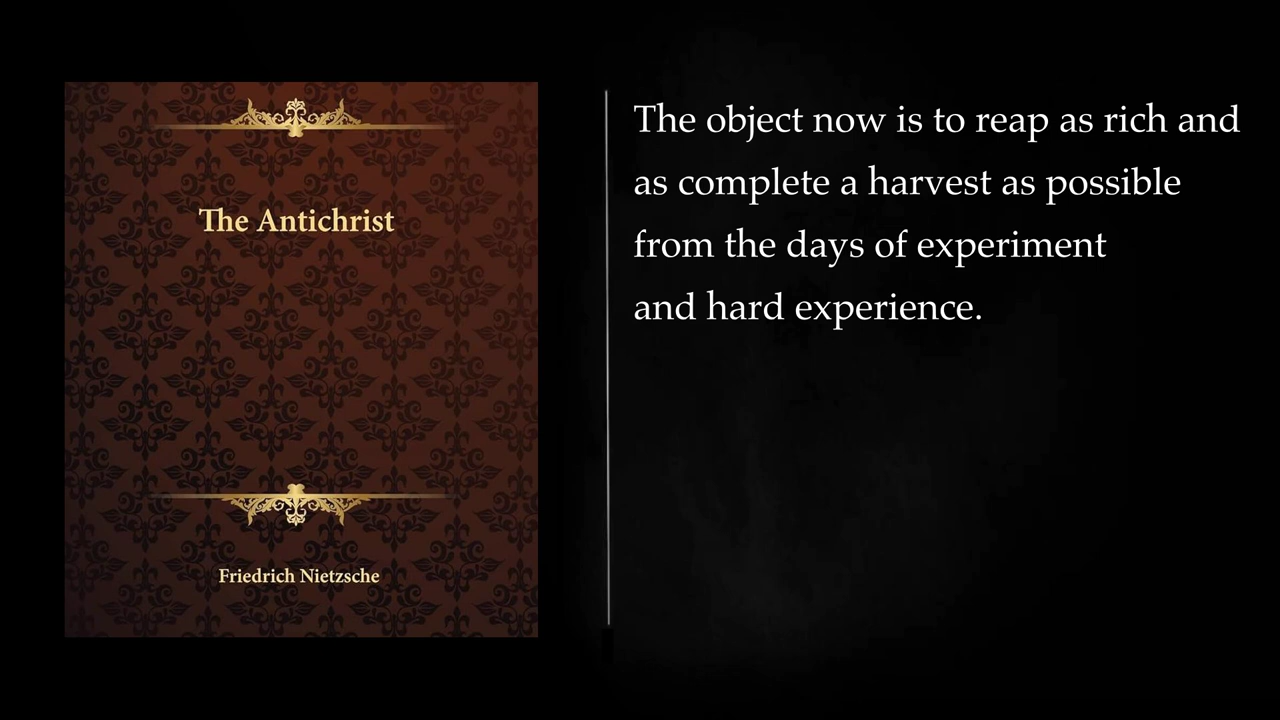 The Antichrist
Friedrich Nietzsche
The object now is to reap as rich and
as complete a harvest as possible
from the days of experiment
and hard experience.